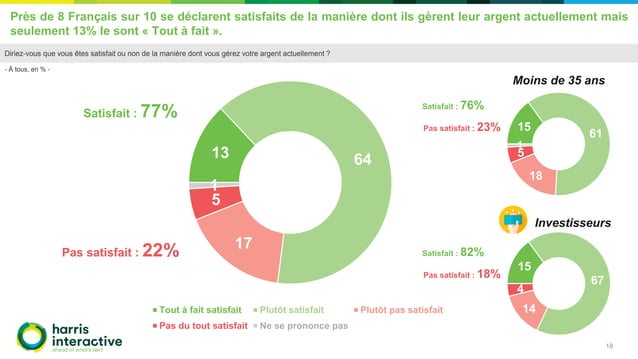 Près de 8 Français sur 10 se déclarent satisfaits de la manière dont ils gèrent leur argent actuellement mais
seulement 13% le sont « Tout à fait ».
Diriez-vous que vous êtes satisfait ou non de la manière dont vous gérez votre argent actuellement ?
- À tous, en % -
Satisfait : 77%
13
64
1
5
17
Pas satisfait : 22%
Moins de 35 ans
Satisfait : 76%
Pas satisfait : 23%
15
61
1
5
18
Investisseurs
Satisfait : 82%
Pas satisfait : 18%
15
67
4
14
Tout à fait satisfait
Plutôt satisfait
Plutôt pas satisfait
Pas du tout satisfait
Ne se prononce pas
harris
interactive
ahead of what's next
18